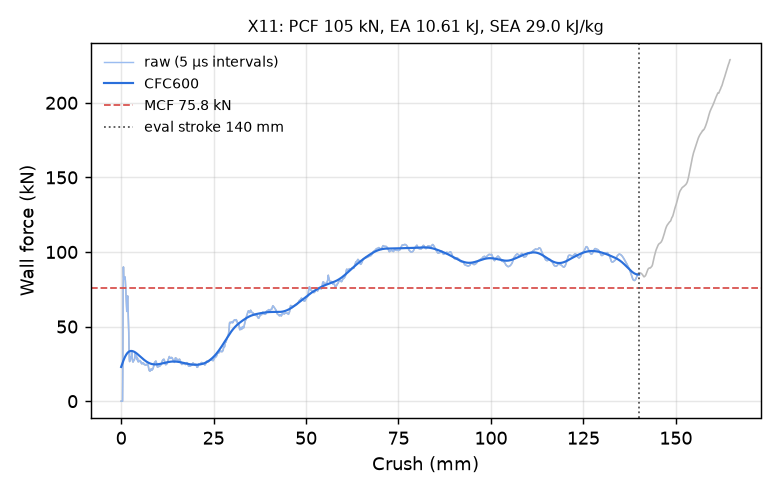 X11: PCF 105 kN, EA 10.61 kJ, SEA 29.0 kJ/kg
raw (5 µs intervals)
CFC600
MCF 75.8 kN
eval stroke 140 mm
Wall force (kN)
200
150
100
50
0
0 25 50 75 100 125 150
Crush (mm)